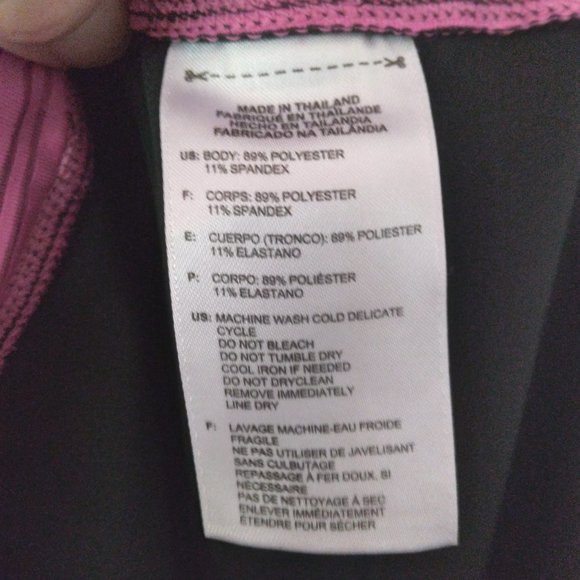 MADE IN THAILAND
FABRIQUÉ EN THAILANDE
HECHO EN TAILANDIA
FABRICADO NA TAILÂNDIA
US: BODY: 89% POLYESTER
11% SPANDEX
F: CORPS: 89% POLYESTER
11% SPANDEX
E: CUERPO (TRONCO): 89% POLIESTER
11% ELASTANO
P: CORPO: 89% POLIÉSTER
11% ELASTANO
US: MACHINE WASH COLD DELICATE
CYCLE
DO NOT BLEACH
DO NOT TUMBLE DRY
COOL IRON IF NEEDED
DO NOT DRYCLEAN
REMOVE IMMEDIATELY
LINE DRY
F: LAVAGE MACHINE-EAU FROIDE
FRAGILE
NE PAS UTILISER DE JAVELISANT
SANS CULBUTAGE
REPASSAGE À FER DOUX, SI
NÉCESSAIRE
PAS DE NETTOYAGE À SEC
ENLEVER IMMÉDIATEMENT
ÉTENDRE POUR SÉCHER